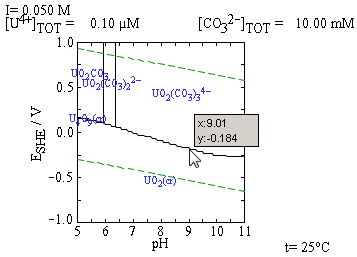 I= 0.050 M
[U⁴⁺]TOT = 0.10 µM [CO₃²⁻]TOT = 10.00 mM
1.0
0.5
0.0
−0.5
−1.0
ESHE / V
UO₂CO₃
UO₂(CO₃)₂²⁻
UO₂(CO₃)₃⁴⁻
x:9.01
y:-0.184
UO₂(cr)
5 6 7 8 9 10 11
pH
t= 25°C